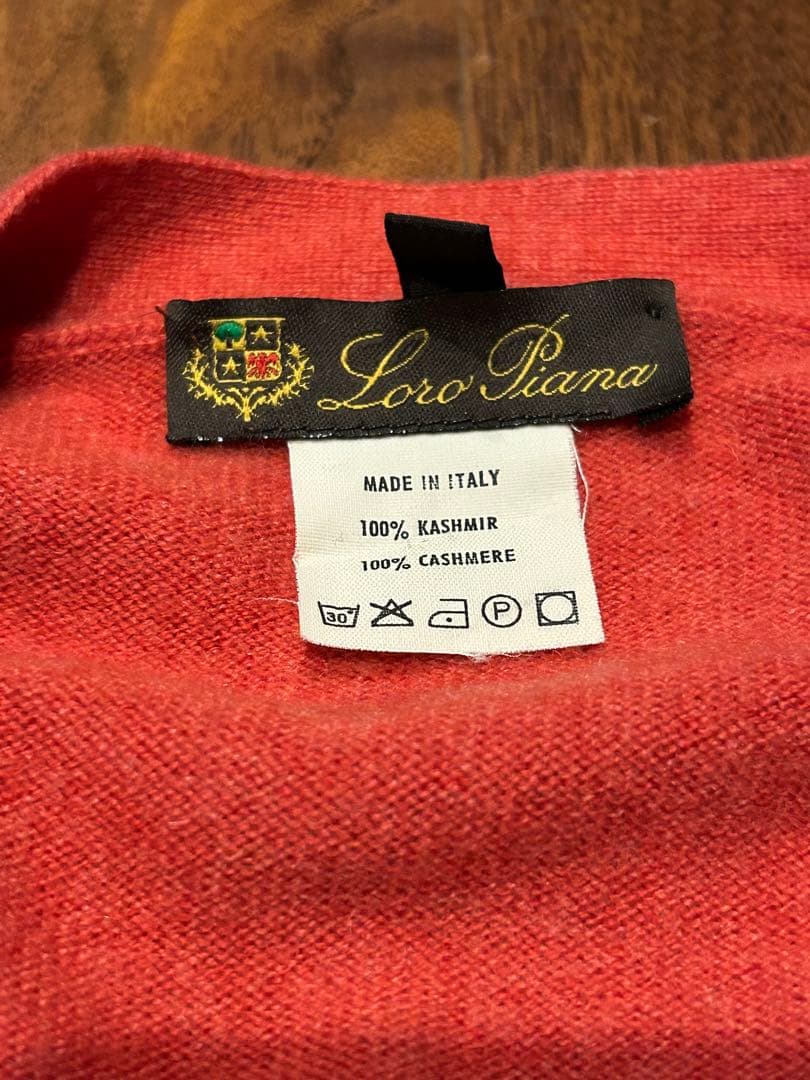 Loro Piana
MADE IN ITALY
100% KASHMIR
100% CASHMERE
30° P